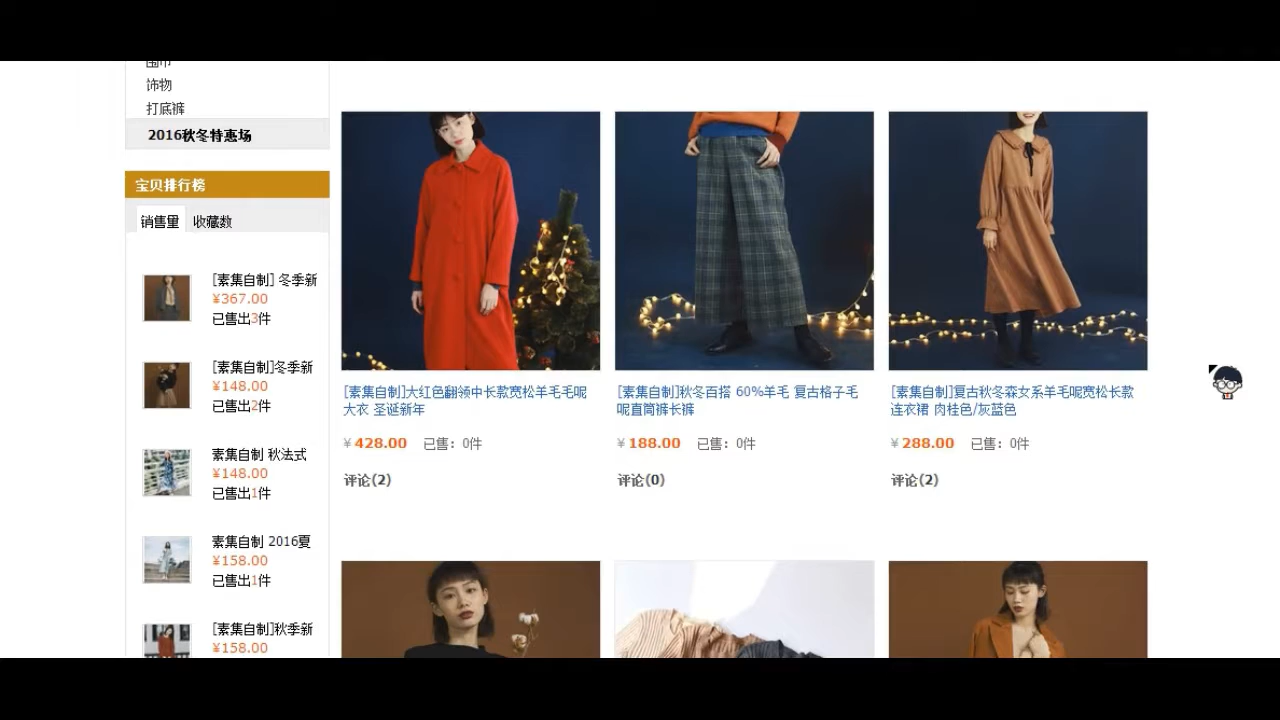 围巾
饰物
打底裤
2016秋冬特惠场
宝贝排行榜
销售量 收藏数
[素集自制] 冬季新
¥367.00
已售出3件
[素集自制]冬季新
¥148.00
已售出2件
素集自制 秋法式
¥148.00
已售出1件
素集自制 2016夏
¥158.00
已售出1件
[素集自制]秋季新
¥158.00
[素集自制]大红色翻领中长款宽松羊毛毛呢
大衣 圣诞新年
¥ 428.00 已售：0件
评论(2)
[素集自制]秋冬百搭 60%羊毛 复古格子毛
呢直筒裤长裤
¥ 188.00 已售：0件
评论(0)
[素集自制]复古秋冬森女系羊毛呢宽松长款
连衣裙 肉桂色/灰蓝色
¥ 288.00 已售：0件
评论(2)